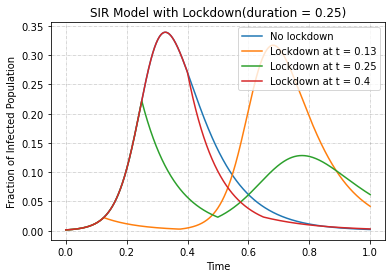 SIR Model with Lockdown(duration = 0.25)
No lockdown
Lockdown at t = 0.13
Lockdown at t = 0.25
Lockdown at t = 0.4
Fraction of Infected Population
0.35
0.30
0.25
0.20
0.15
0.10
0.05
0.00
0.0 0.2 0.4 0.6 0.8 1.0
Time